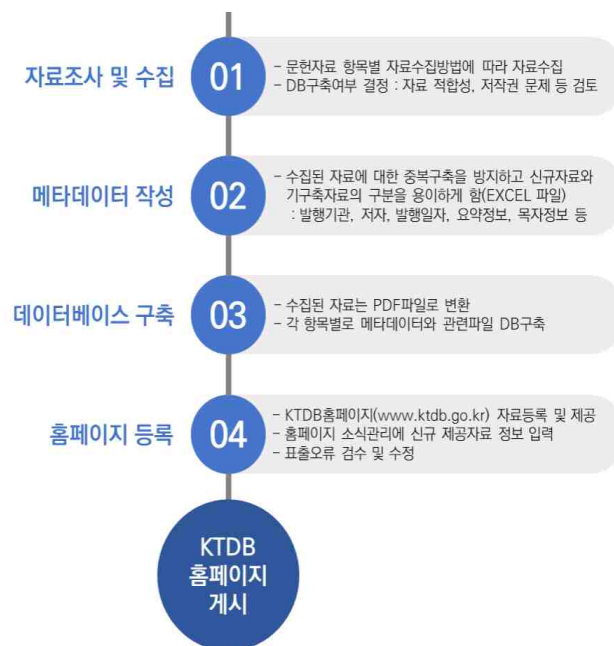 자료조사 및 수집
01
- 문헌자료 항목별 자료수집방법에 따라 자료수집
- DB구축여부 결정 : 자료 적합성, 저작권 문제 등 검토
메타데이터 작성
02
- 수집된 자료에 대한 중복구축을 방지하고 신규자료와
기구축자료의 구분을 용이하게 함(EXCEL 파일)
: 발행기관, 저자, 발행일자, 요약정보, 목차정보 등
데이터베이스 구축
03
- 수집된 자료는 PDF파일로 변환
- 각 항목별로 메타데이터와 관련파일 DB구축
홈페이지 등록
04
- KTDB홈페이지(www.ktdb.go.kr) 자료등록 및 제공
- 홈페이지 소식관리에 신규 제공자료 정보 입력
- 표출오류 검수 및 수정
KTDB
홈페이지
게시